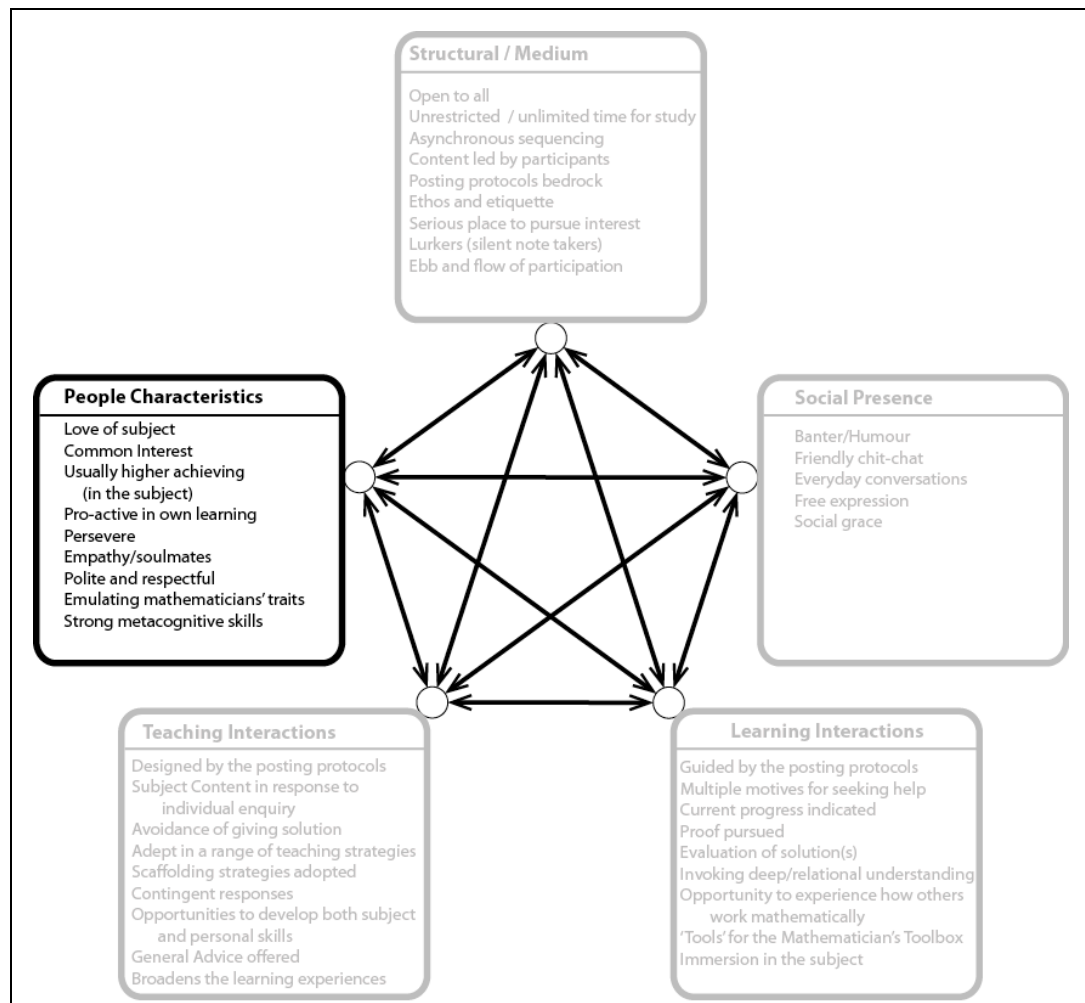 Structural / Medium
Open to all
Unrestricted / unlimited time for study
Asynchronous sequencing
Content led by participants
Posting protocols bedrock
Ethos and etiquette
Serious place to pursue interest
Lurkers (silent note takers)
Ebb and flow of participation
People Characteristics
Love of subject
Common Interest
Usually higher achieving
(in the subject)
Pro-active in own learning
Persevere
Empathy/soulmates
Polite and respectful
Emulating mathematicians' traits
Strong metacognitive skills
Social Presence
Banter/Humour
Friendly chit-chat
Everyday conversations
Free expression
Social grace
Teaching Interactions
Designed by the posting protocols
Subject Content in response to
individual enquiry
Avoidance of giving solution
Adept in a range of teaching strategies
Scaffolding strategies adopted
Contingent responses
Opportunities to develop both subject
and personal skills
General Advice offered
Broadens the learning experiences
Learning Interactions
Guided by the posting protocols
Multiple motives for seeking help
Current progress indicated
Proof pursued
Evaluation of solution(s)
Invoking deep/relational understanding
Opportunity to experience how others
work mathematically
'Tools' for the Mathematician's Toolbox
Immersion in the subject